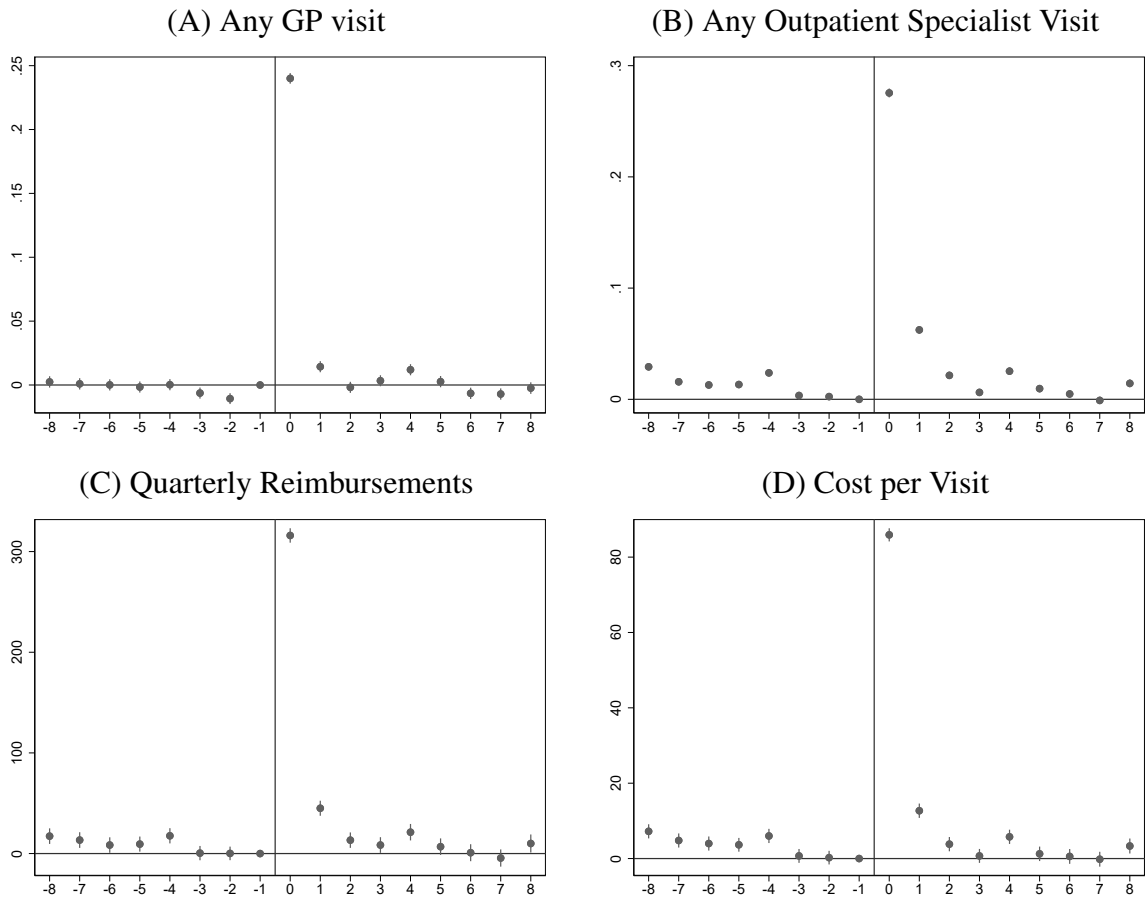 (A) Any GP visit
.25
.2
.15
.1
.05
0
-8 -7 -6 -5 -4 -3 -2 -1 0 1 2 3 4 5 6 7 8
(B) Any Outpatient Specialist Visit
.3
.2
.1
0
-8 -7 -6 -5 -4 -3 -2 -1 0 1 2 3 4 5 6 7 8
(C) Quarterly Reimbursements
300
200
100
0
-8 -7 -6 -5 -4 -3 -2 -1 0 1 2 3 4 5 6 7 8
(D) Cost per Visit
80
60
40
20
0
-8 -7 -6 -5 -4 -3 -2 -1 0 1 2 3 4 5 6 7 8